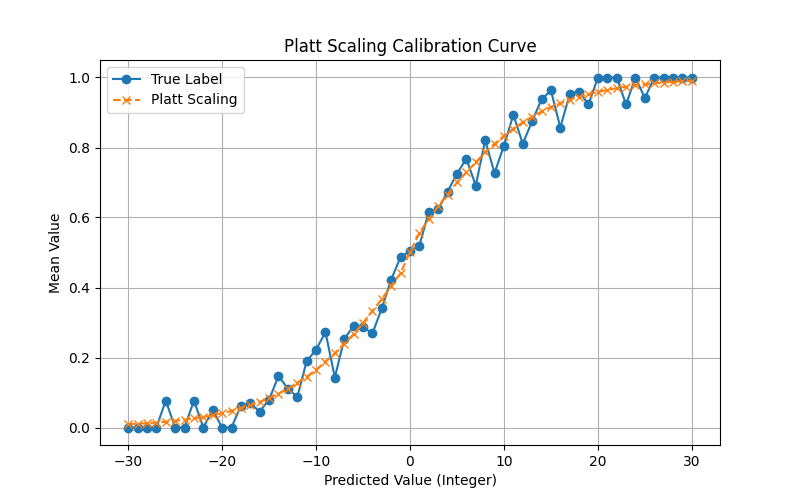 Platt Scaling Calibration Curve
True Label
Platt Scaling
Mean Value
1.0
0.8
0.6
0.4
0.2
0.0
−30
−20
−10
0
10
20
30
Predicted Value (Integer)